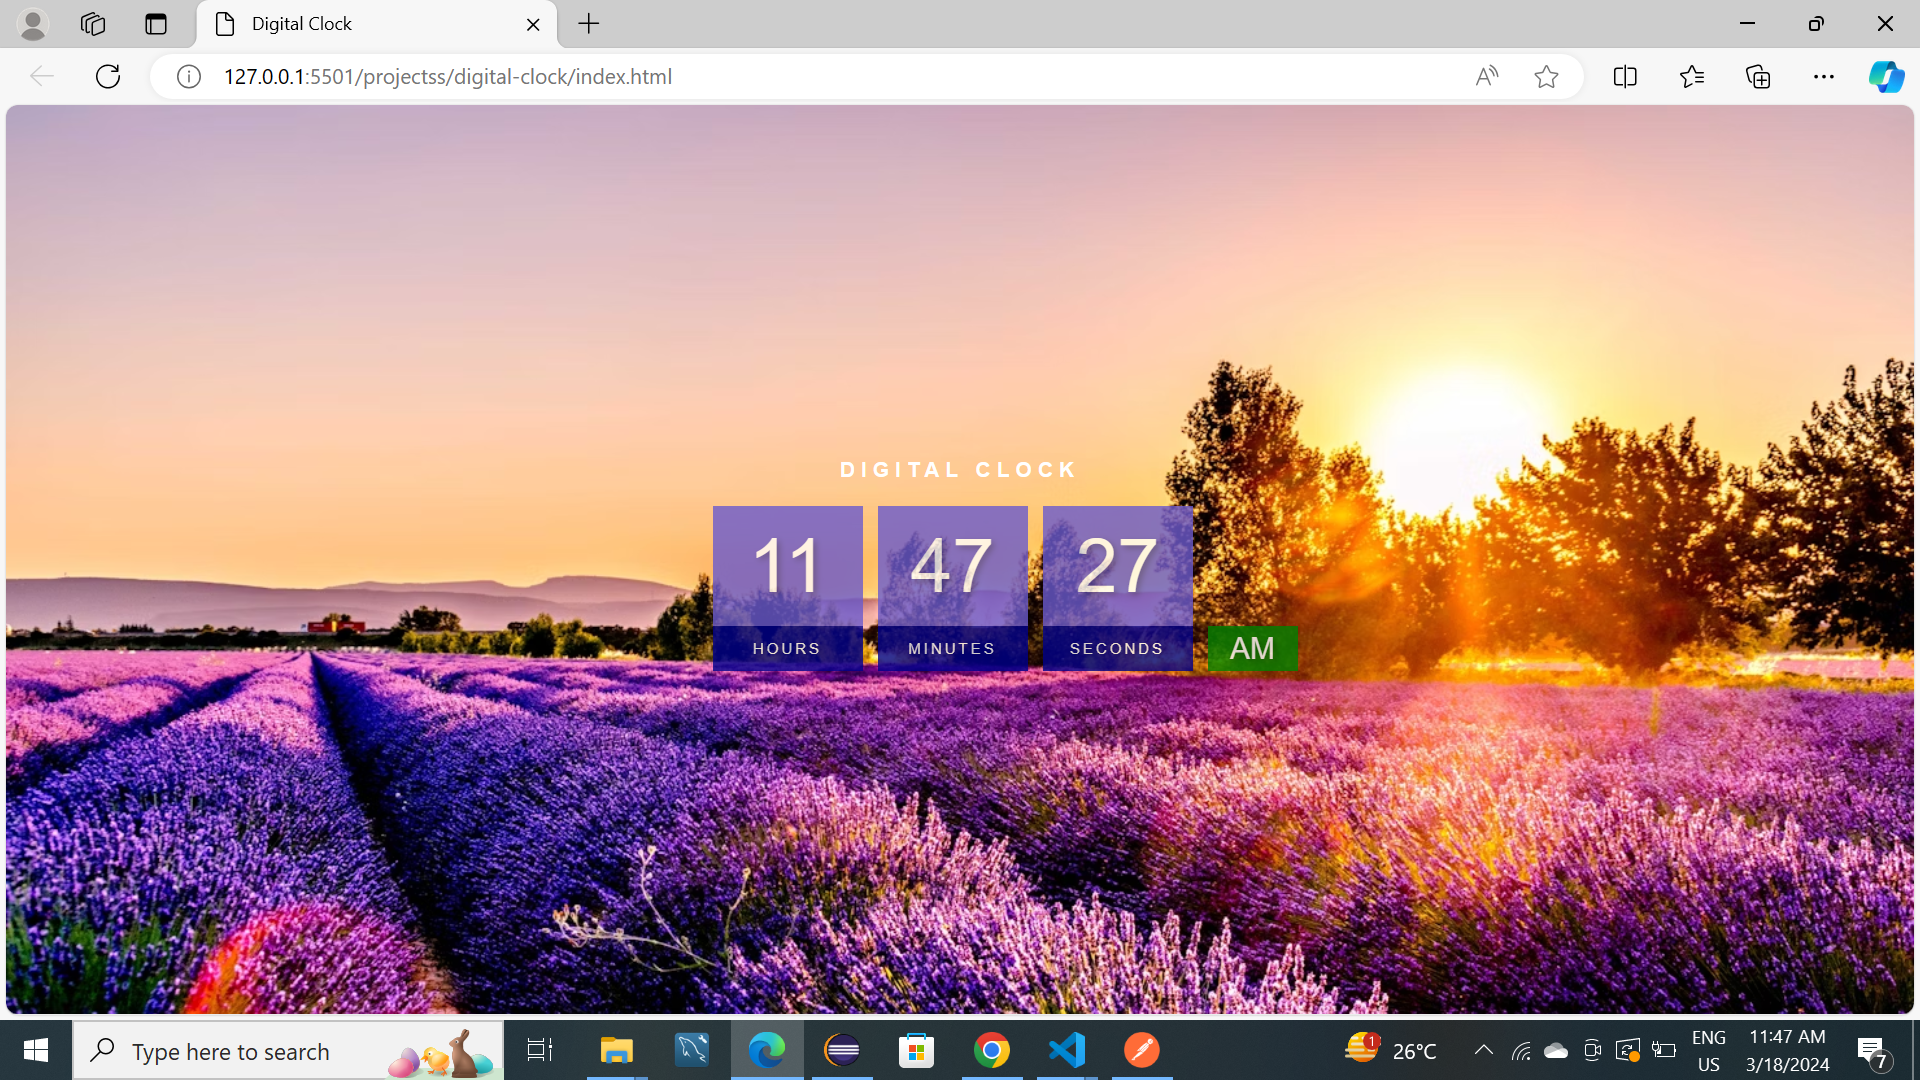 Digital Clock
127.0.0.1:5501/projectss/digital-clock/index.html
DIGITAL CLOCK
11 47 27
HOURS MINUTES SECONDS AM
Type here to search
1
26°C
ENG
US
11:47 AM
3/18/2024
7